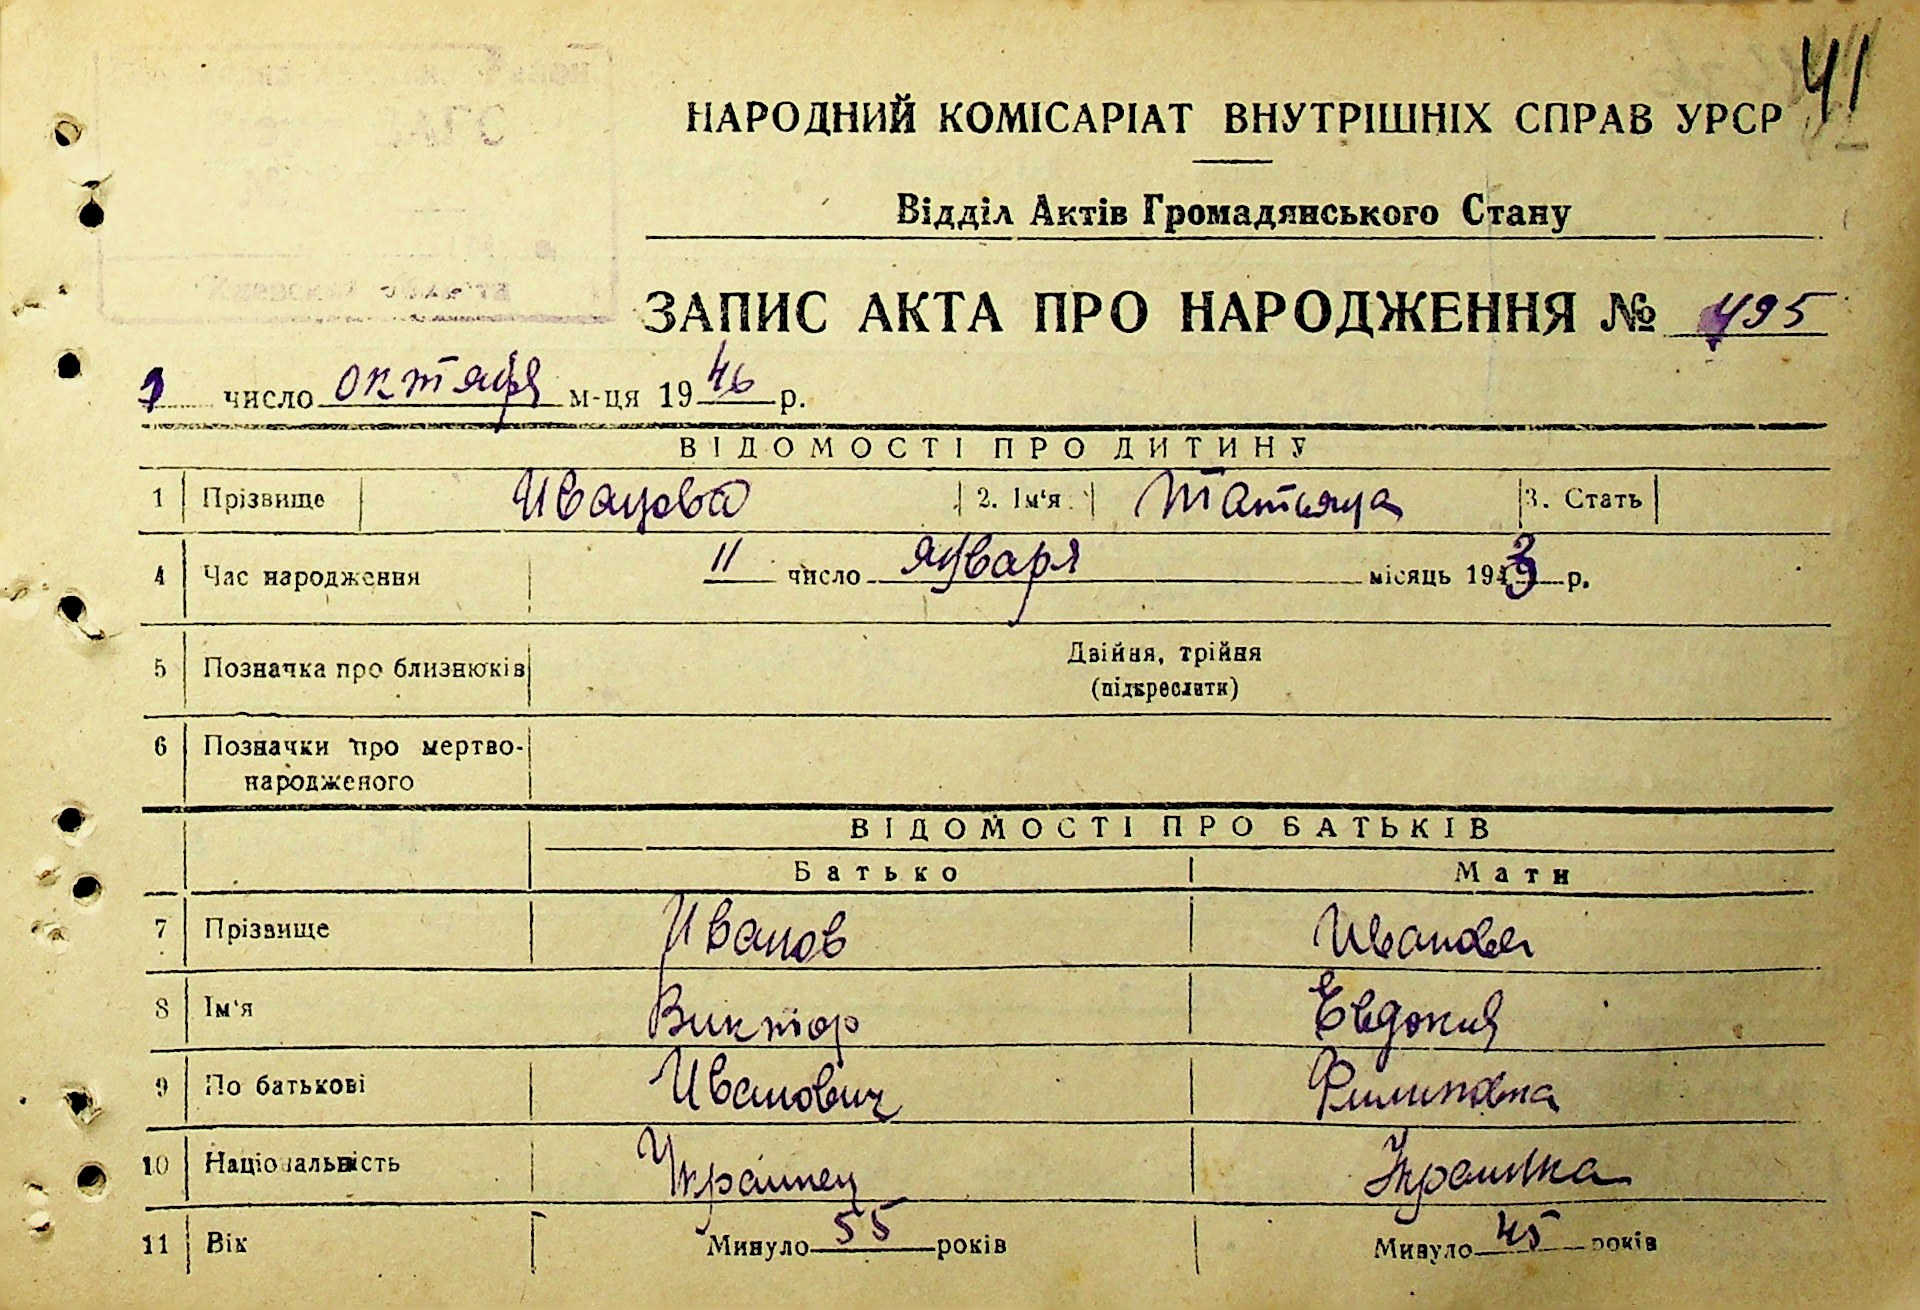 41
НАРОДНИЙ КОМІСАРІАТ ВНУТРІШНІХ СПРАВ УРСР
Відділ Актів Громадянського Стану
ЗАПИС АКТА ПРО НАРОДЖЕННЯ № 495
число октября м-ця 1946 р.
ВІДОМОСТІ ПРО ДИТИНУ
1 Прізвище Иванова 2. Ім'я Татьяна 3. Стать
4 Час народження 11 число января місяць 19 р.
5 Позначка про близнюків Двійня, трійня
(підкреслити)
6 Позначки про мертво-
народженого
ВІДОМОСТІ ПРО БАТЬКІВ
Батько Мати
7 Прізвище Иванов Иванова
8 Ім'я Виктор Евдокия
9 По батькові Иванович Филиповна
10 Національність Украинец Украинка
11 Вік Минуло 55 років Минуло 45 років